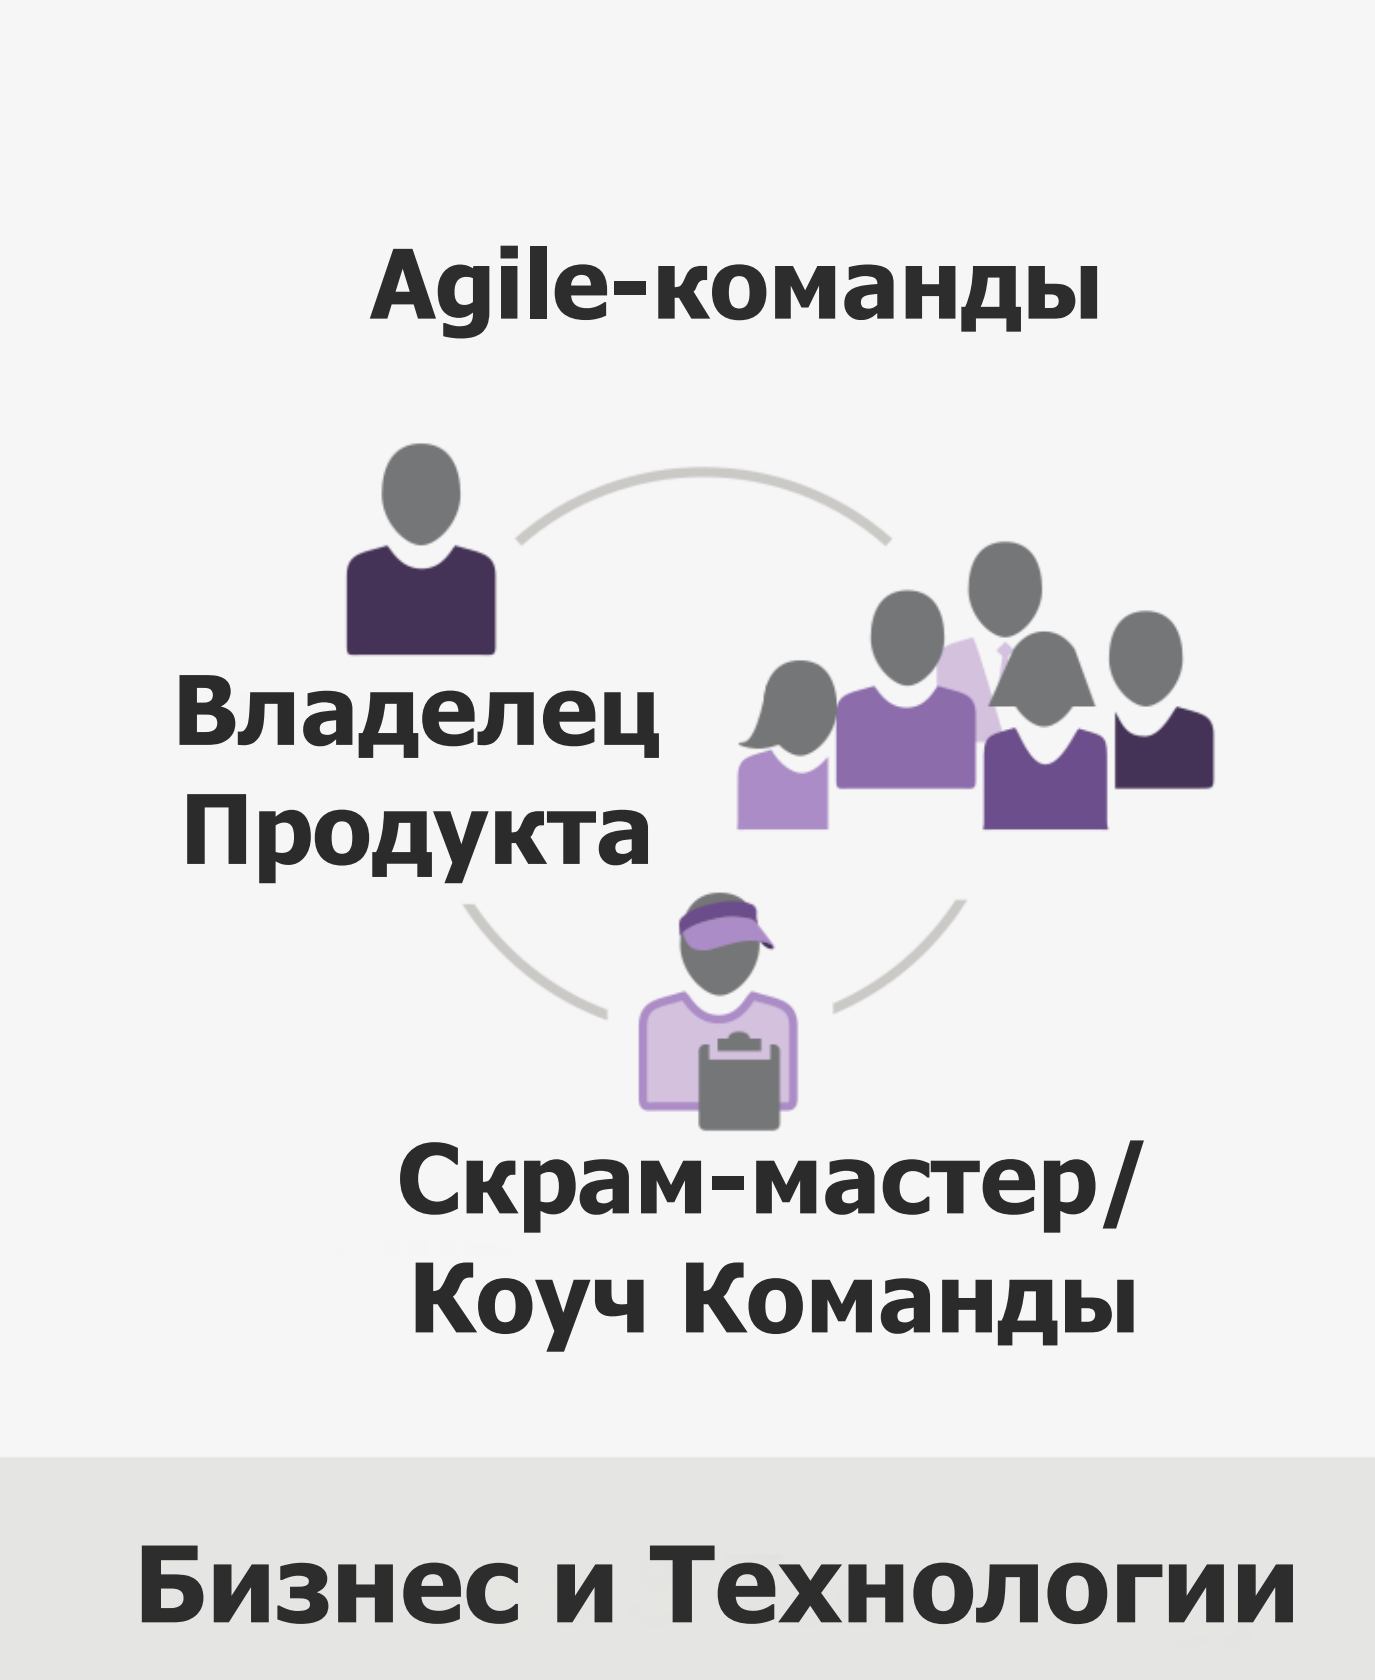 Agile-команды
Владелец
Продукта
Скрам-мастер/
Коуч Команды
Бизнес и Технологии